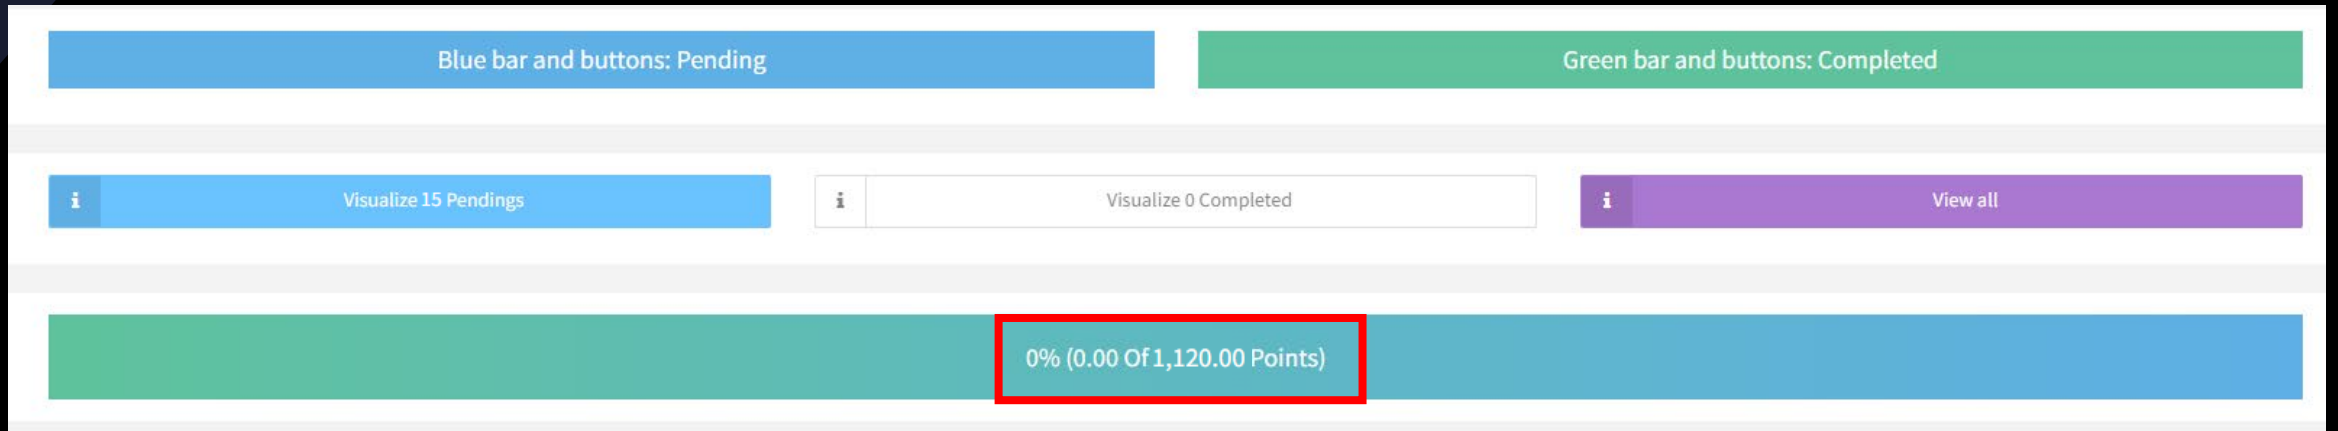 Blue bar and buttons: Pending
Green bar and buttons: Completed
i Visualize 15 Pendings
i Visualize 0 Completed
i View all
0% (0.00 Of 1,120.00 Points)